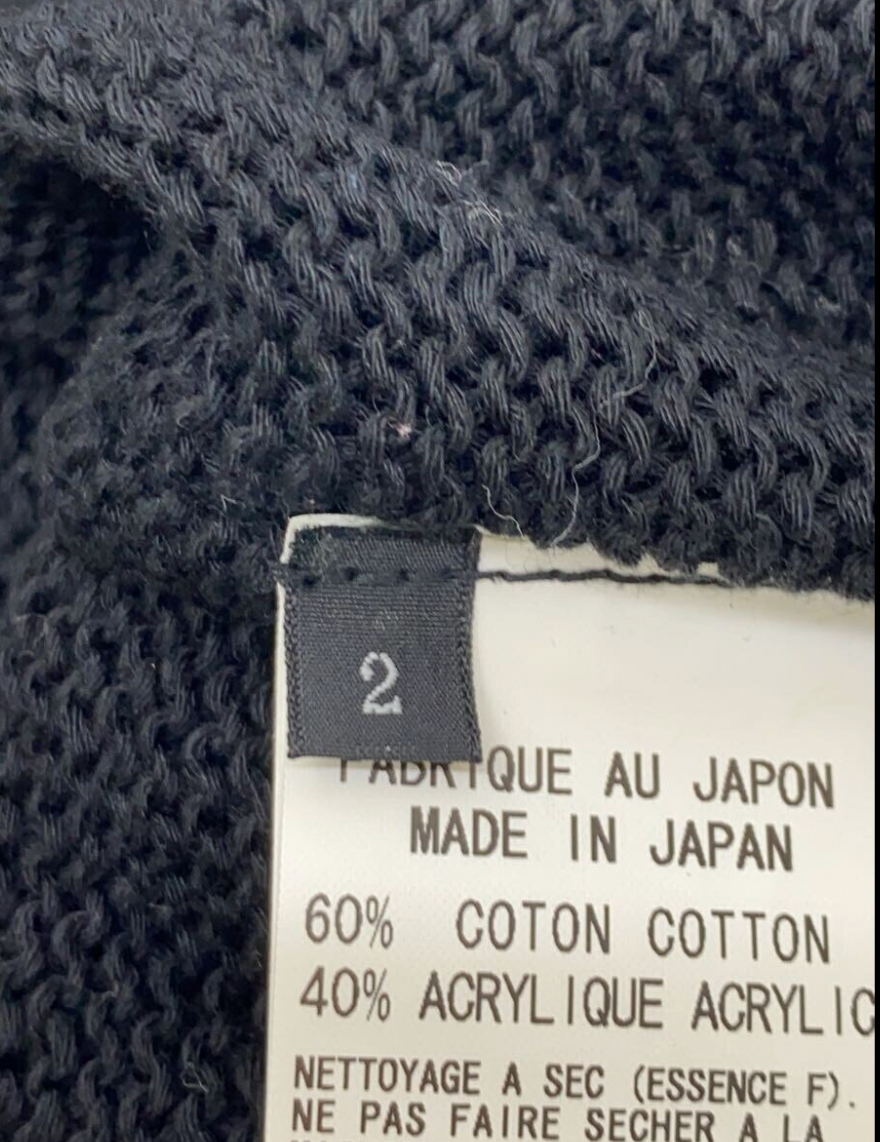 2
FABRIQUE AU JAPON
MADE IN JAPAN
60% COTON COTTON
40% ACRYLIQUE ACRYLIC
NETTOYAGE A SEC (ESSENCE F).
NE PAS FAIRE SECHER A LA